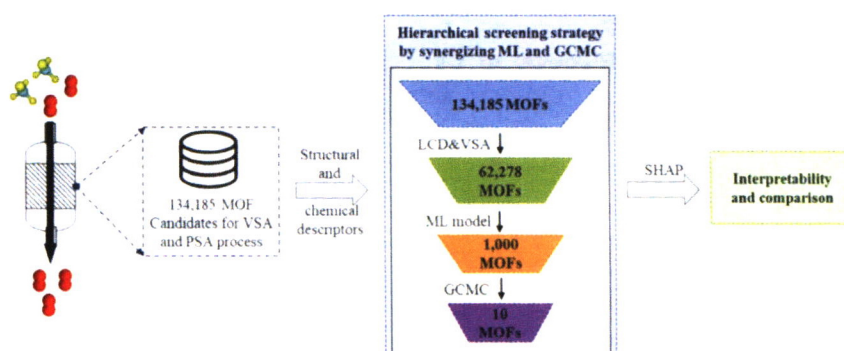 Hierarchical screening strategy
by synergizing ML and GCMC
134,185 MOFs
LCD&VSA
62,278
MOFs
ML model
1,000
MOFs
GCMC
10
MOFs
134,185 MOF
Candidates for VSA
and PSA process
Structural
and
chemical
descriptors
SHAP
Interpretability
and comparison